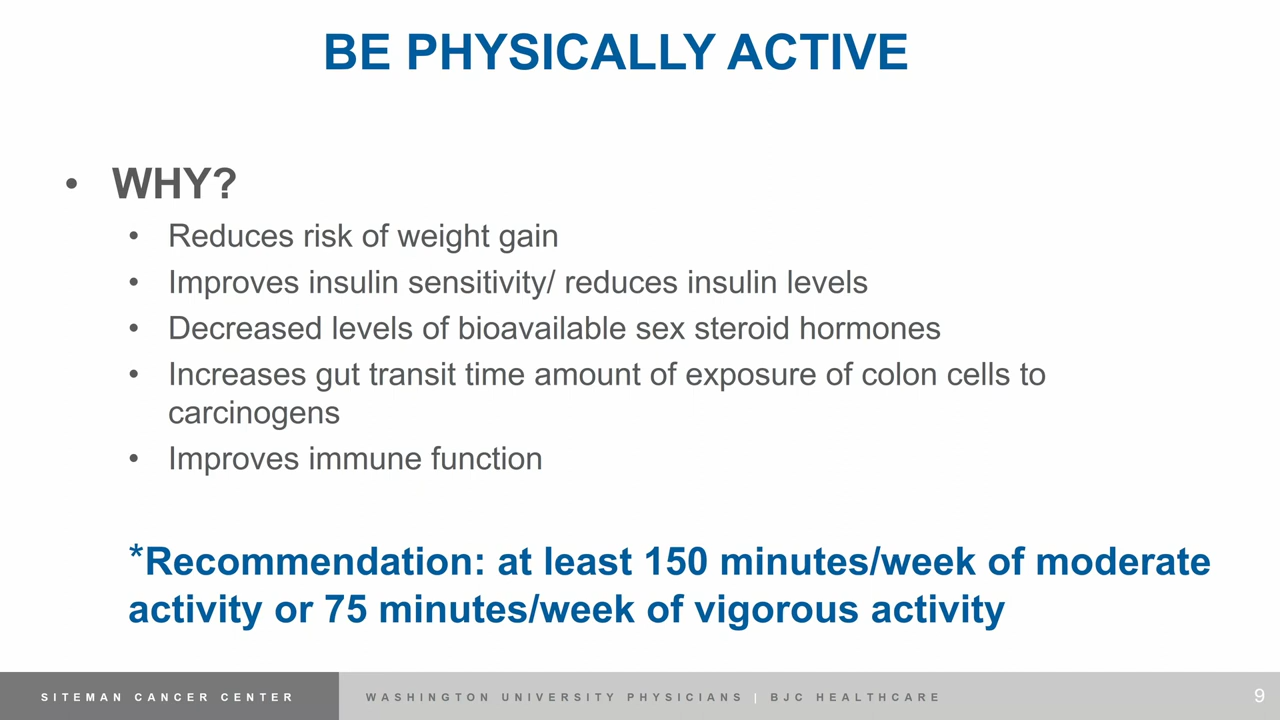 BE PHYSICALLY ACTIVE
• WHY?
• Reduces risk of weight gain
• Improves insulin sensitivity/ reduces insulin levels
• Decreased levels of bioavailable sex steroid hormones
• Increases gut transit time amount of exposure of colon cells to
carcinogens
• Improves immune function
*Recommendation: at least 150 minutes/week of moderate
activity or 75 minutes/week of vigorous activity
SITEMAN CANCER CENTER WASHINGTON UNIVERSITY PHYSICIANS | BJC HEALTHCARE 9